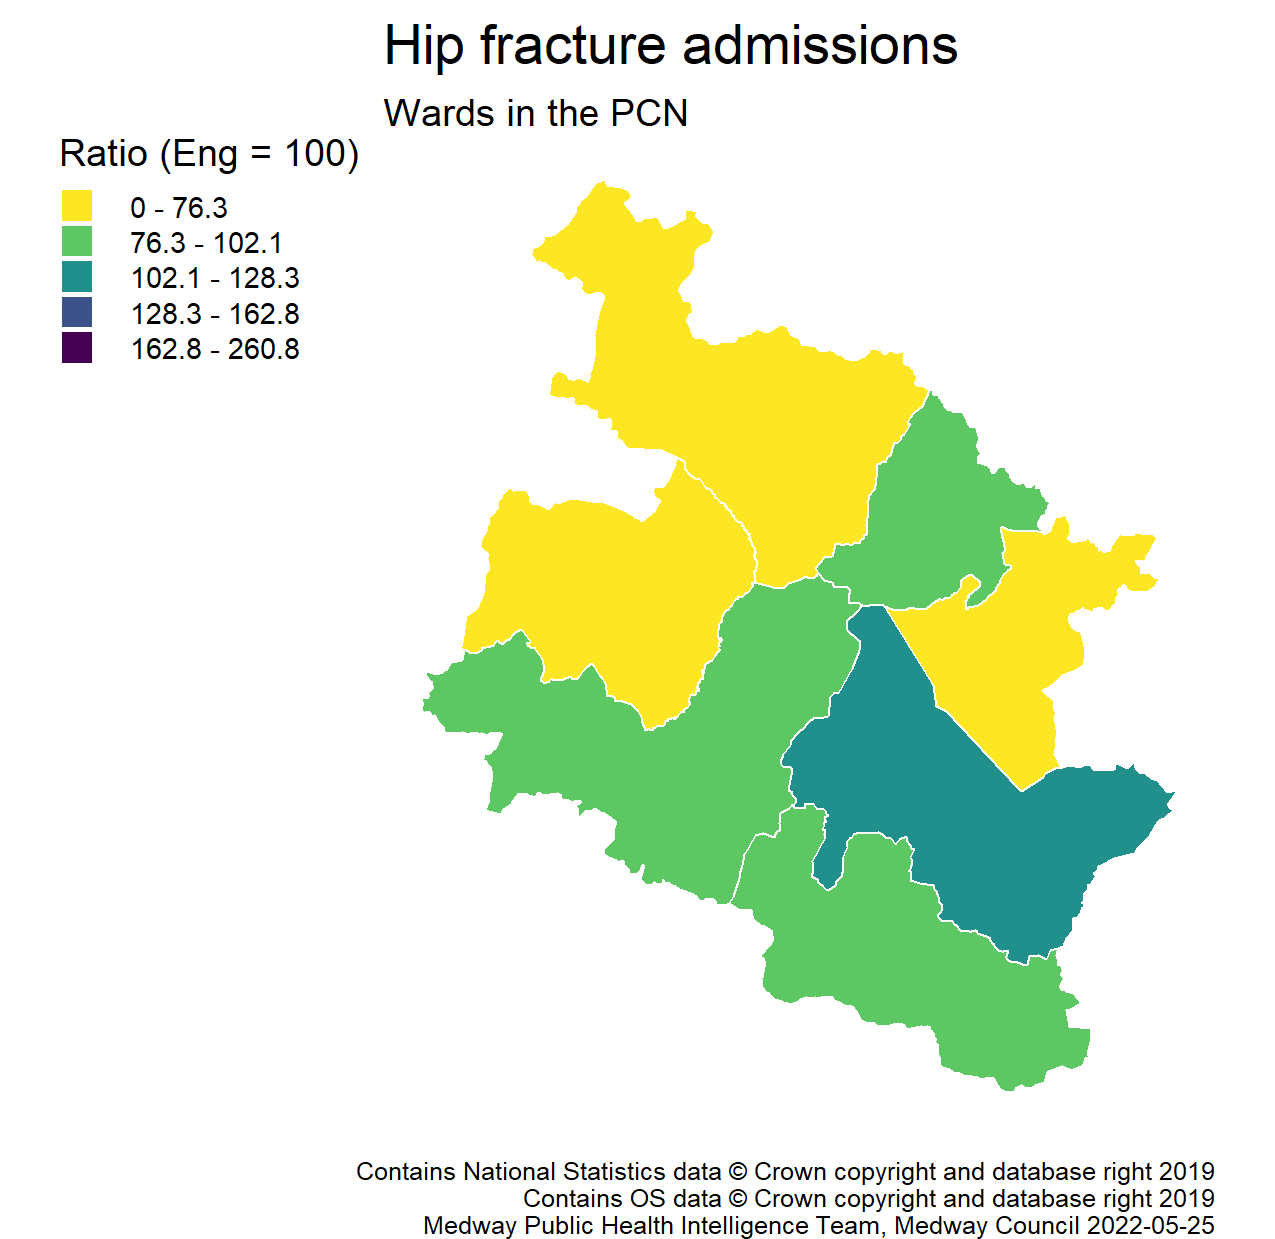 Hip fracture admissions
Wards in the PCN
Ratio (Eng = 100)
0 - 76.3
76.3 - 102.1
102.1 - 128.3
128.3 - 162.8
162.8 - 260.8
Contains National Statistics data © Crown copyright and database right 2019
Contains OS data © Crown copyright and database right 2019
Medway Public Health Intelligence Team, Medway Council 2022-05-25